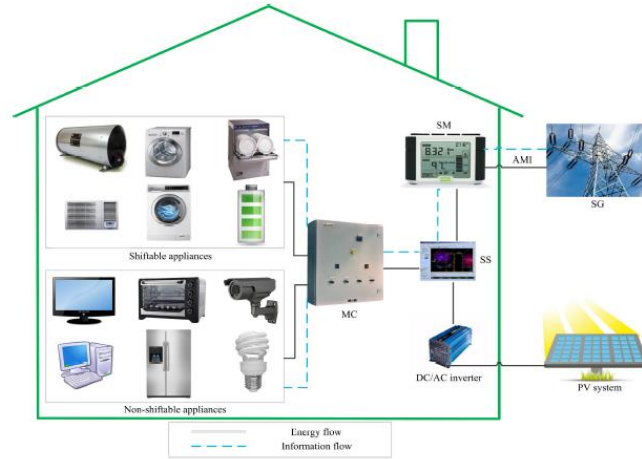 SM
AMI
SG
Shiftable appliances
SS
MC
DC/AC inverter
PV system
Non-shiftable appliances
Energy flow
Information flow